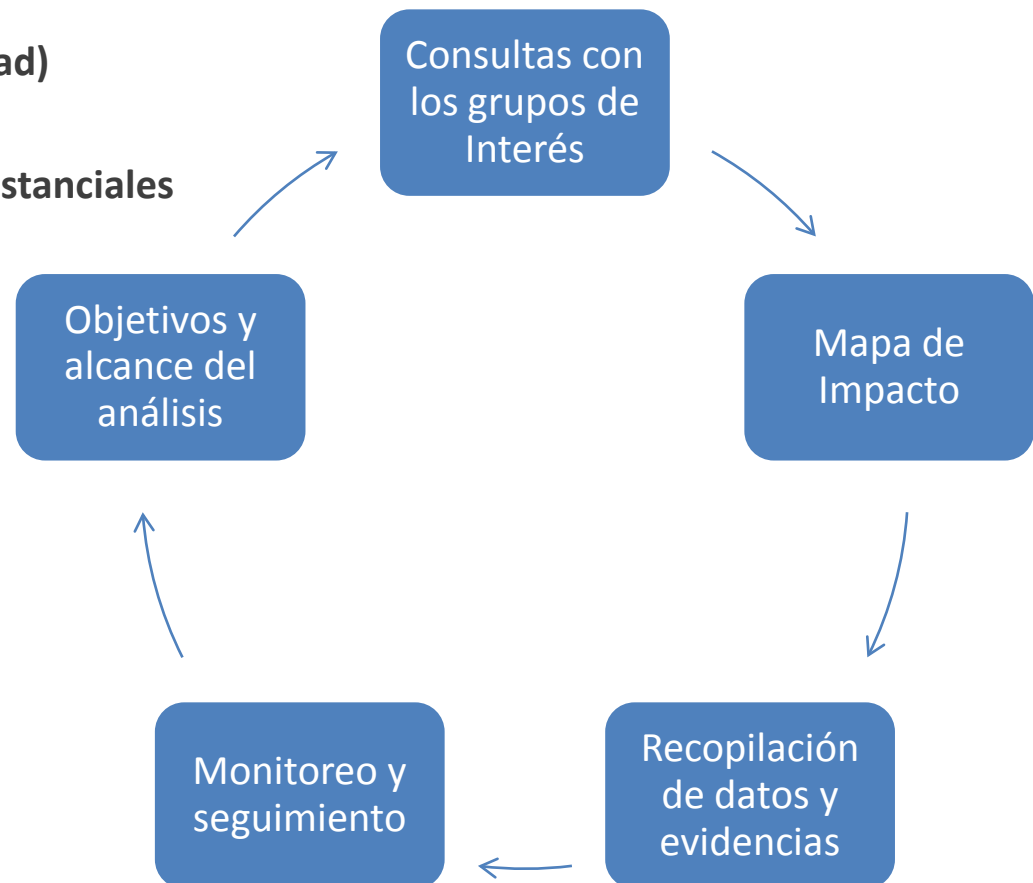 ad)
stanciales
Consultas con
los grupos de
Interés
Mapa de
Impacto
Recopilación
de datos y
evidencias
Monitoreo y
seguimiento
Objetivos y
alcance del
análisis